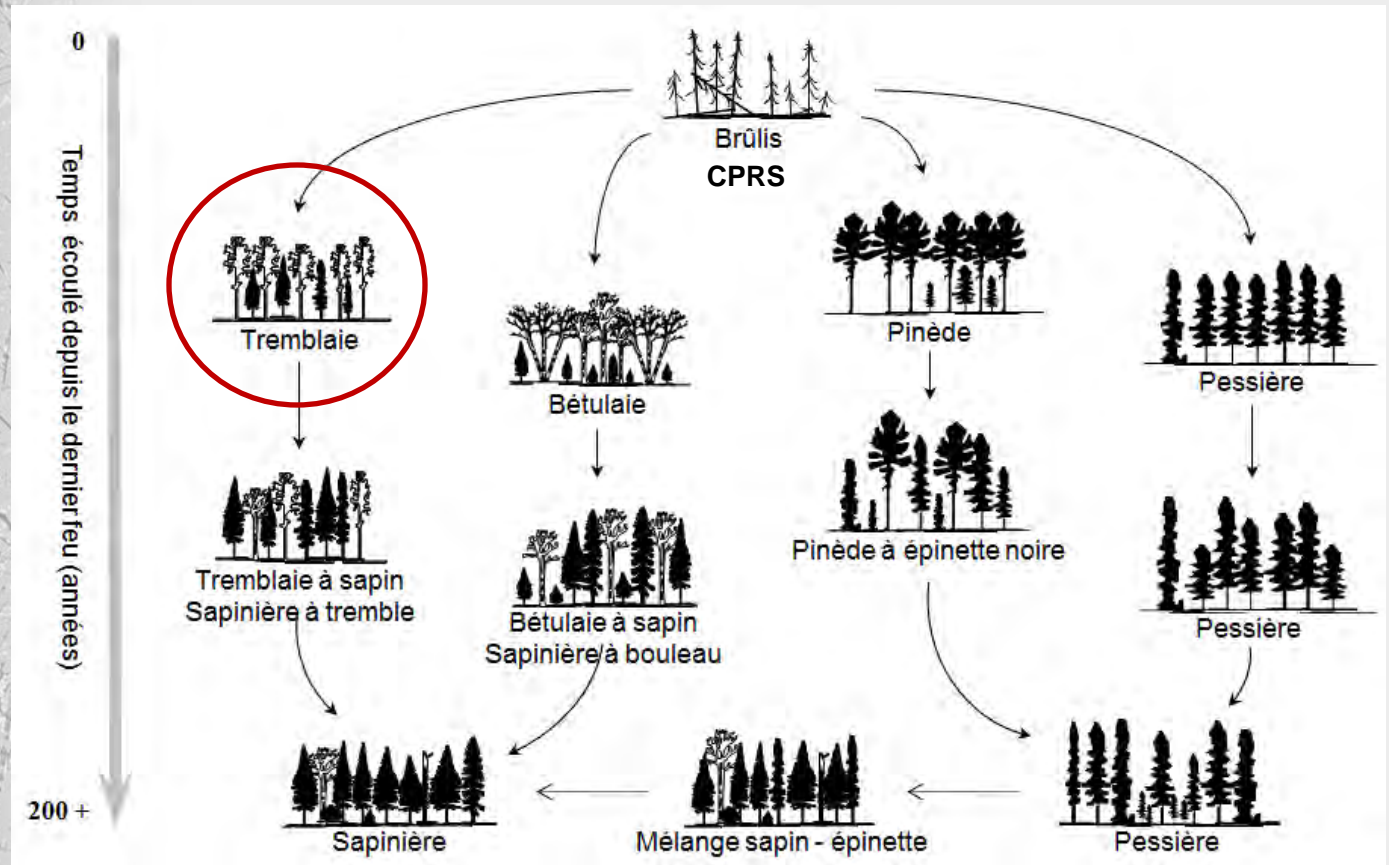 0
Temps écoulé depuis le dernier feu (années)
200 +
Brûlis
CPRS
Tremblaie
Bétulaie
Pinède
Pessière
Tremblaie à sapin
Sapinière à tremble
Bétulaie à sapin
Sapinière à bouleau
Pinède à épinette noire
Pessière
Sapinière
Mélange sapin - épinette
Pessière